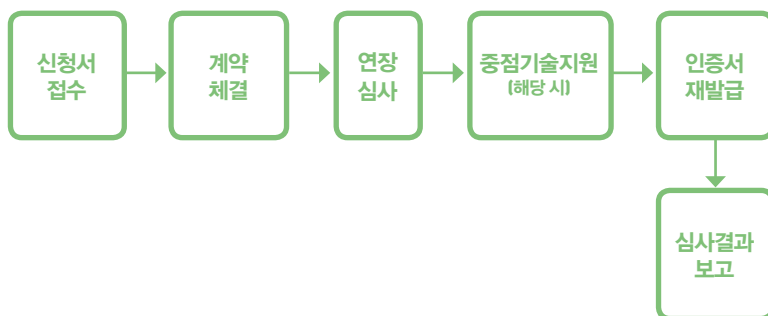 신청서
접수
계약
체결
연장
심사
중점기술지원
(해당 시)
인증서
재발급
심사결과
보고